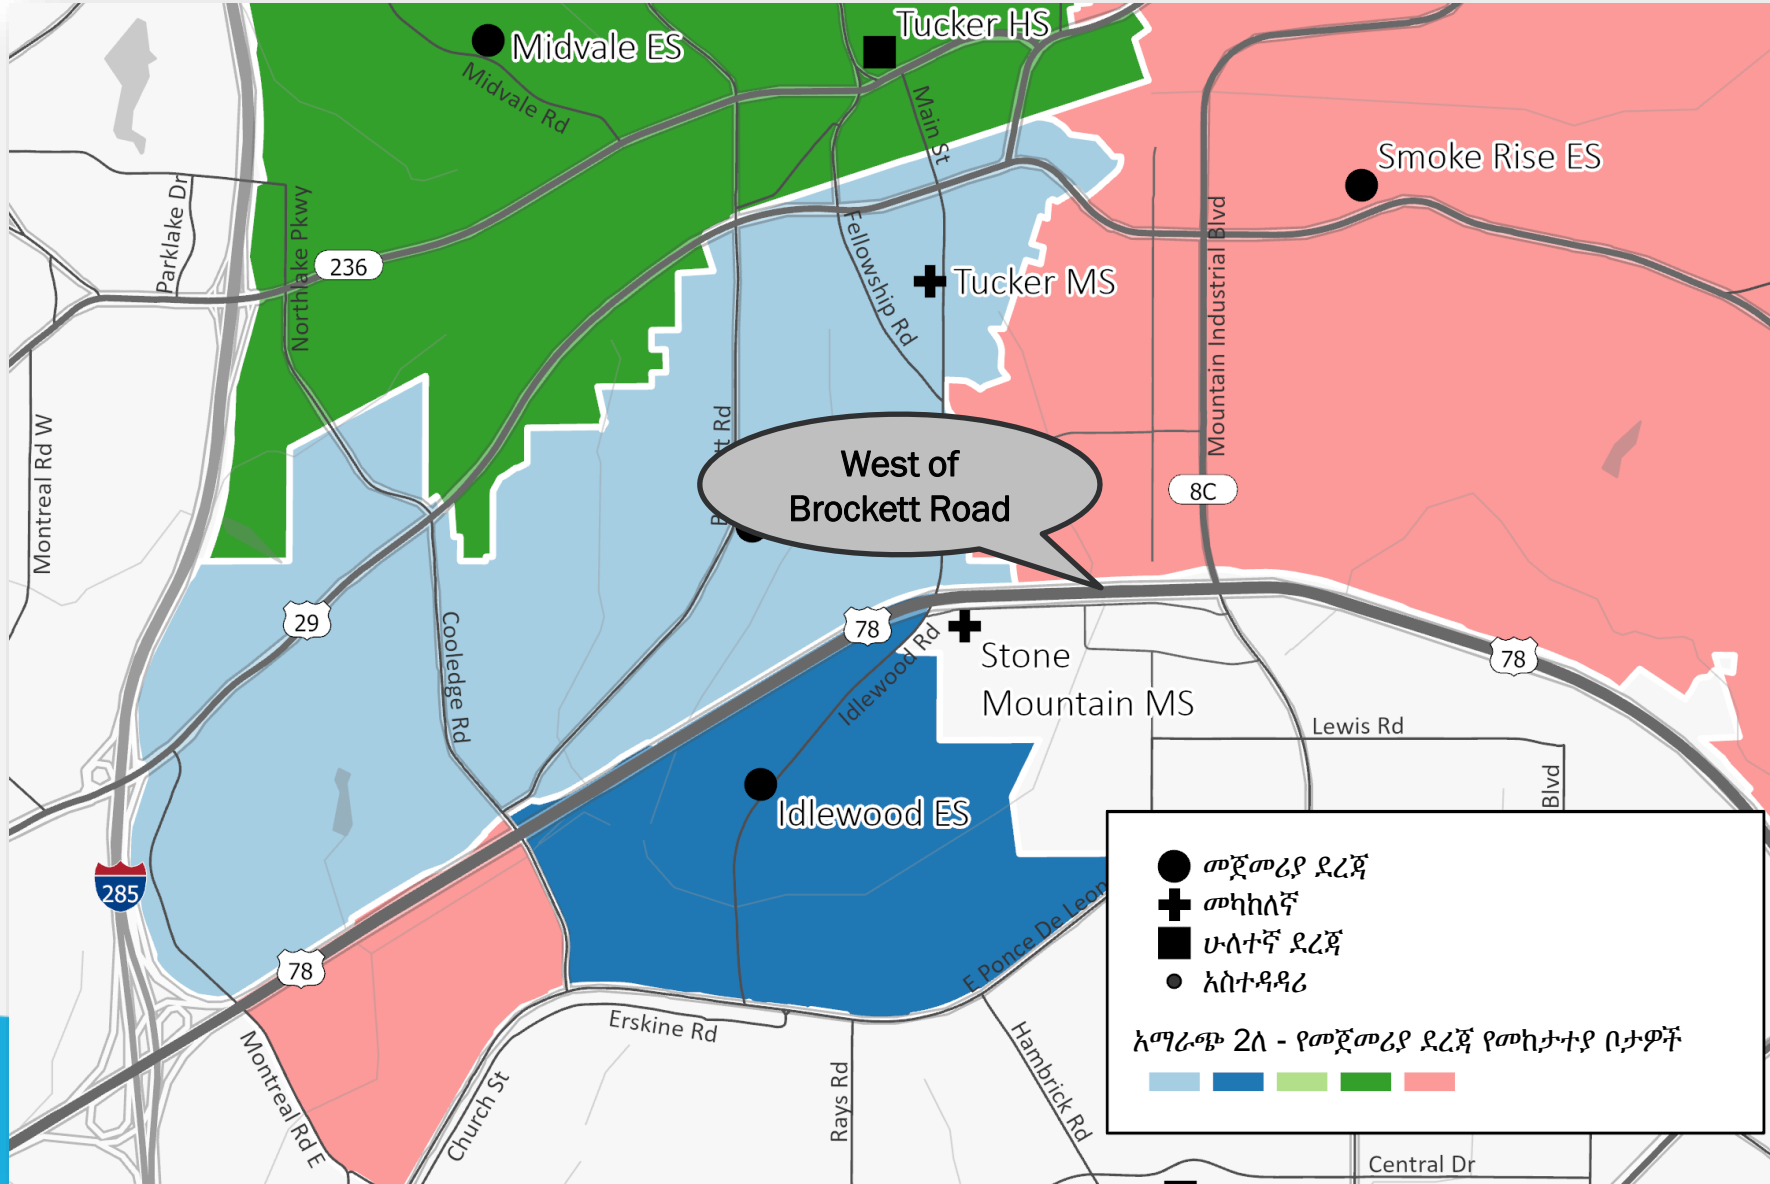 Midvale ES
Tucker HS
Midvale Rd
Main St
Smoke Rise ES
Parklake Dr
Northlake Pkwy
236
Fellowship Rd
Tucker MS
Mountain Industrial Blvd
Montreal Rd W
West of
Brockett Road
8C
29
Cooledge Rd
78
Idlewood Rd
Stone
Mountain MS
78
Lewis Rd
Blvd
Idlewood ES
285
78
E Ponce De Leon
Erskine Rd
Montreal Rd E
Church St
Rays Rd
Hambrick Rd
Central Dr
መጀመሪያ ደረጃ
መካከለኛ
ሁለተኛ ደረጃ
አስተዳዳሪ
አማራጭ 2ለ - የመጀመሪያ ደረጃ የመከታተያ ቦታዎች